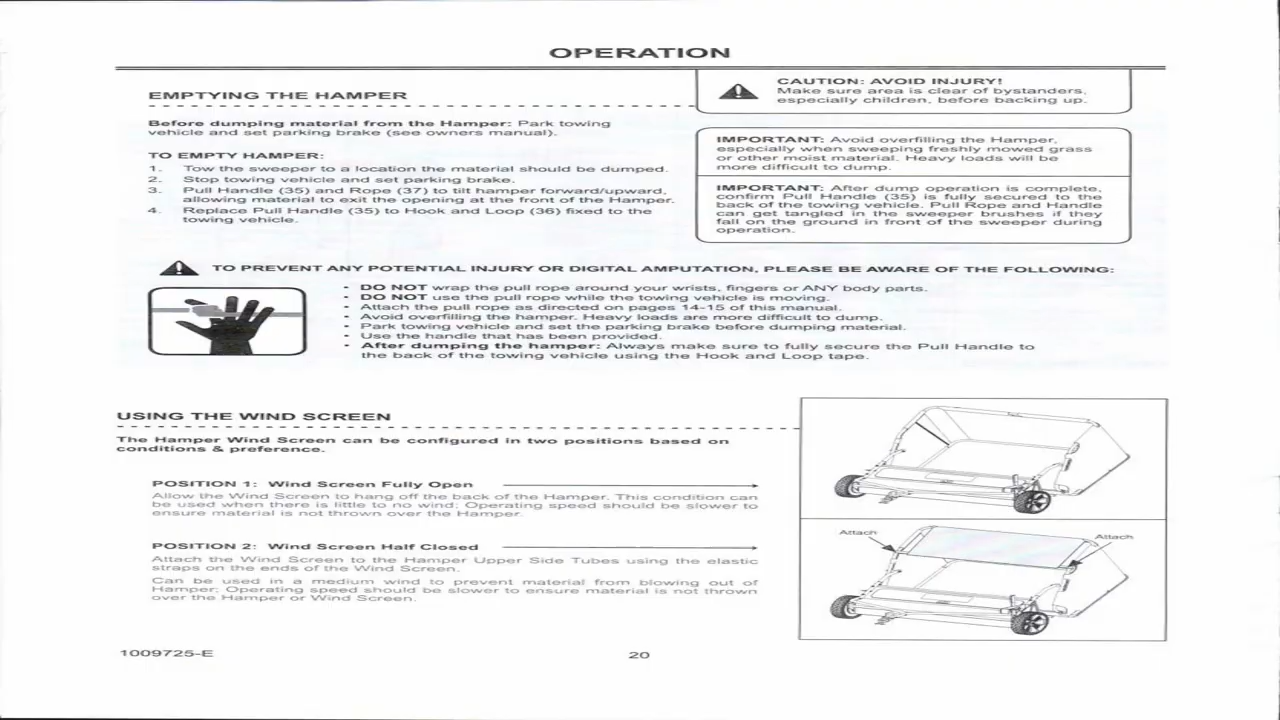 OPERATION
EMPTYING THE HAMPER
Before dumping material from the Hamper: Park towing
vehicle and set parking brake (see owners manual).
TO EMPTY HAMPER:
1. Tow the sweeper to a location the material should be dumped.
2. Stop towing vehicle and set parking brake.
3. Pull Handle (35) and Rope (37) to tilt hamper forward/upward,
allowing material to exit the opening at the front of the Hamper.
4. Replace Pull Handle (35) to Hook and Loop (36) fixed to the
towing vehicle.
CAUTION: AVOID INJURY!
Make sure area is clear of bystanders,
especially children, before backing up.
IMPORTANT: Avoid overfilling the Hamper,
especially when sweeping freshly mowed grass
or other moist material. Heavy loads will be
more difficult to dump.
IMPORTANT: After dump operation is complete,
confirm Pull Handle (35) is fully secured to the
back of the towing vehicle. Pull Rope and Handle
can get tangled in the sweeper brushes if they
fall on the ground in front of the sweeper during
operation.
TO PREVENT ANY POTENTIAL INJURY OR DIGITAL AMPUTATION, PLEASE BE AWARE OF THE FOLLOWING:
• DO NOT wrap the pull rope around your wrists, fingers or ANY body parts.
• DO NOT use the pull rope while the towing vehicle is moving.
• Attach the pull rope as directed on pages 14-15 of this manual.
• Avoid overfilling the hamper. Heavy loads are more difficult to dump.
• Park towing vehicle and set the parking brake before dumping material.
• Use the handle that has been provided.
• After dumping the hamper: Always make sure to fully secure the Pull Handle to
the back of the towing vehicle using the Hook and Loop tape.
USING THE WIND SCREEN
The Hamper Wind Screen can be configured in two positions based on
conditions & preference.
POSITION 1: Wind Screen Fully Open
Allow the Wind Screen to hang off the back of the Hamper. This condition can
be used when there is little to no wind; Operating speed should be slower to
ensure material is not thrown over the Hamper.
POSITION 2: Wind Screen Half Closed
Attach the Wind Screen to the Hamper Upper Side Tubes using the elastic
straps on the ends of the Wind Screen.
Can be used in a medium wind to prevent material from blowing out of
Hamper; Operating speed should be slower to ensure material is not thrown
over the Hamper or Wind Screen.
Attach
Attach
1009725-E
20